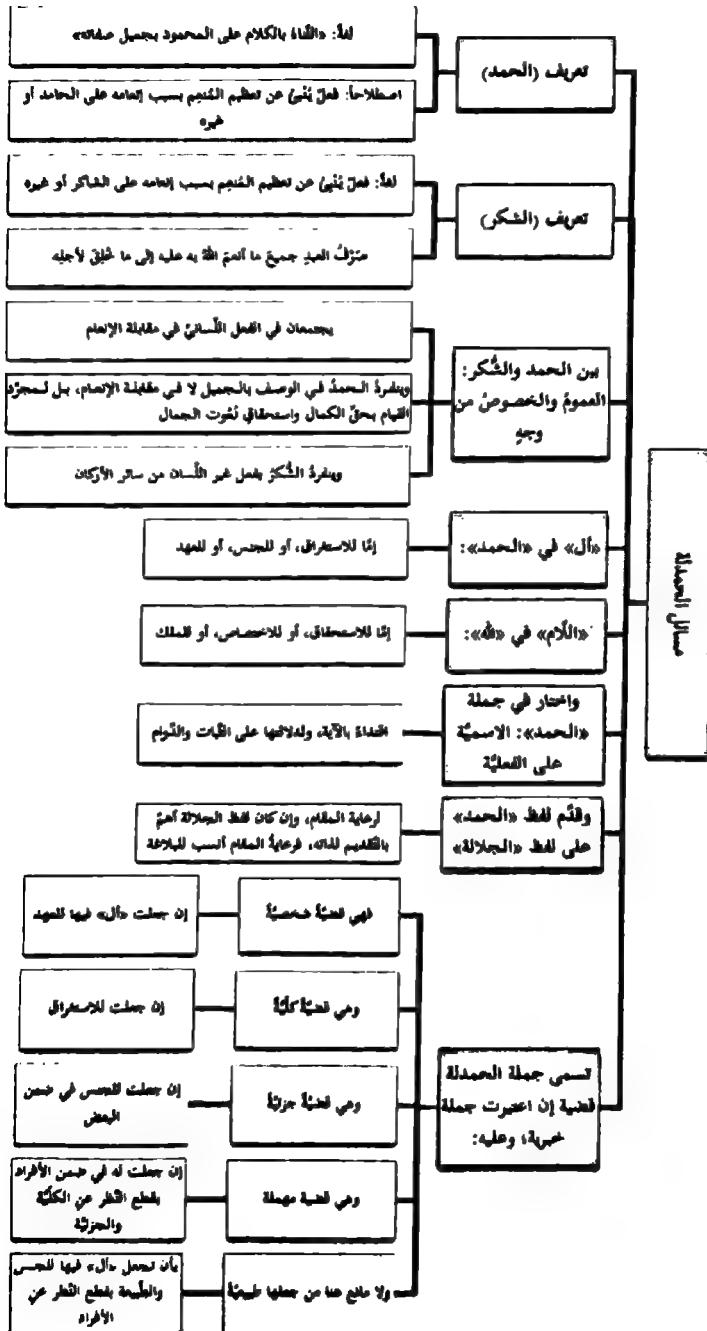 مسائل الحمدلة
تعريف (الحمد)
لغةً: «الثناءُ بالكلام على المحمود بجميل صفاته»
اصطلاحاً: فعلٌ يُنْبِئُ عن تعظيم المُنعِم بسبب إنعامه على الحامد أو
غيره
تعريف (الشكر)
لغةً: فعلٌ يُنْبِئُ عن تعظيم المُنعِم بسبب إنعامه على الشاكر أو غيره
صَرْفُ العبدِ جميعَ ما أنعمَ اللهُ به عليه إلى ما خُلِقَ لأجلِه
بين الحمد والشُّكر:
العمومُ والخصوصُ من
وجهٍ
يجتمعان في الفعل اللِّسانيِّ في مقابلة الإنعام
وينفردُ الحمدُ في الوصف بالجميل لا في مقابلة الإنعام، بل لمجرَّد
القيام بحقِّ الكمال واستحقاقِ نُعُوت الجمال
وينفردُ الشُّكرُ بفعل غير اللِّسان من سائر الأركان
«أل» في «الحمد»:
إمَّا للاستغراق، أو للجنس، أو للعهد
«اللّام» في «لله»:
إمَّا للاستحقاق، أو للاختصاص، أو للملك
واختار في جملة
«الحمد»: الاسميَّة
على الفعليَّة
اقتداءً بالآية، ولدلالتها على الثَّبات والدَّوام
وقدَّم لفظ «الحمد»
على لفظ «الجلالة»
لرعاية المقام، وإن كان لفظ الجلالة أهمَّ
بالتَّقديم لذاته، فرعايةُ المقام أنسب للبلاغة
تسمى جملة الحمدلة
قضية إن اعتبرت جملة
خبرية؛ وعليه:
فهي قضيَّةٌ شخصيَّةٌ
إن جعلت «أل» فيها للعهد
وهي قضيَّةٌ كليَّةٌ
إن جعلت للاستغراق
وهي قضيَّةٌ جزئيَّةٌ
إن جعلت للجنس في ضمن
البعض
وهي قضية مهملة
إن جعلت له في ضمن الأفراد
بقطع النَّظر عنِ الكلِّيَّة
والجزئيَّة
ولا مانع هنا من جعلها طبيعيَّةً
بأن تجعل «أل» فيها للجنس
والطَّبيعة بقطع النَّظر عنِ
الأفراد